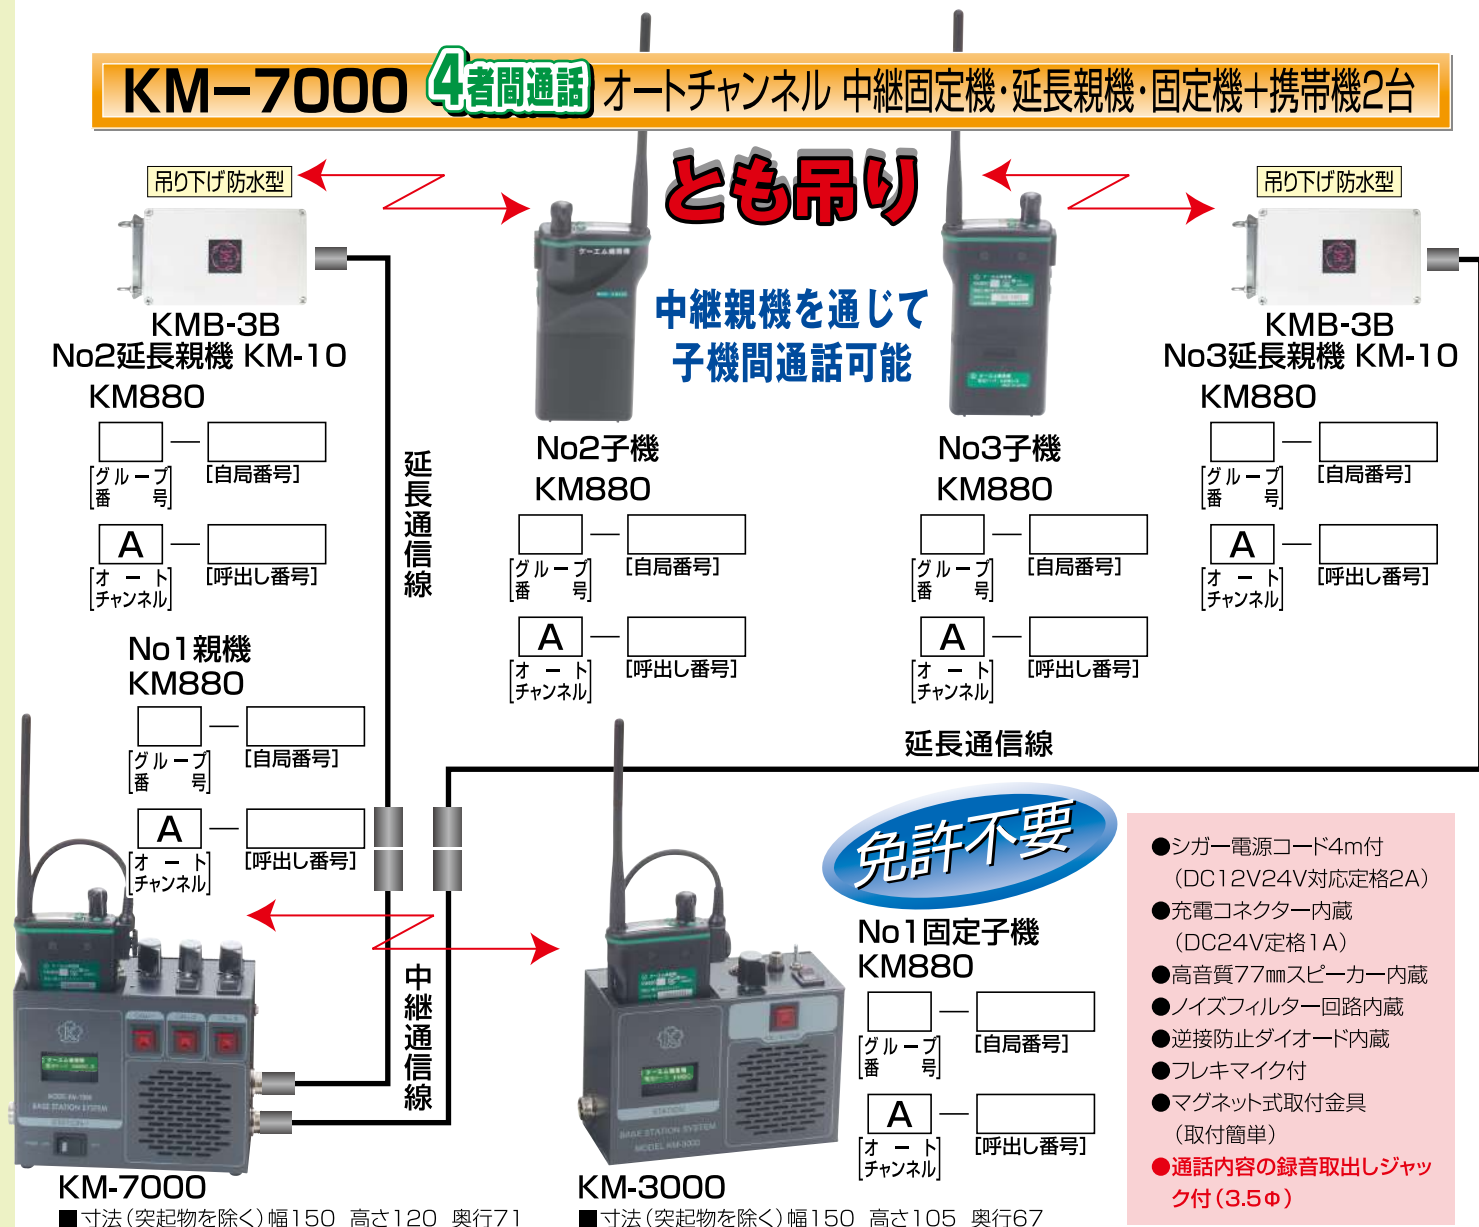 KM−7000 4者間通話 オートチャンネル 中継固定機・延長親機・固定機＋携帯機2台
とも吊り
中継親機を通じて
子機間通話可能
吊り下げ防水型
KMB-3B
No2延長親機 KM-10
KM880
[グループ番号]
[自局番号]
A
[オートチャンネル]
[呼出し番号]
延長通信線
No2子機
KM880
[グループ番号]
[自局番号]
A
[オートチャンネル]
[呼出し番号]
No3子機
KM880
[グループ番号]
[自局番号]
A
[オートチャンネル]
[呼出し番号]
吊り下げ防水型
KMB-3B
No3延長親機 KM-10
KM880
[グループ番号]
[自局番号]
A
[オートチャンネル]
[呼出し番号]
延長通信線
No1親機
KM880
[グループ番号]
[自局番号]
A
[オートチャンネル]
[呼出し番号]
中継通信線
MODEL KM-7000
BASE STATION SYSTEM
KM-7000
■寸法（突起物を除く）幅150 高さ120 奥行71
免許不要
No1固定子機
KM880
[グループ番号]
[自局番号]
A
[オートチャンネル]
[呼出し番号]
STATION
BASE STATION SYSTEM
MODEL KM-3000
KM-3000
■寸法（突起物を除く）幅150 高さ105 奥行67
●シガー電源コード4m付
（DC12V24V対応定格2A）
●充電コネクター内蔵
（DC24V定格1A）
●高音質77㎜スピーカー内蔵
●ノイズフィルター回路内蔵
●逆接防止ダイオード内蔵
●フレキマイク付
●マグネット式取付金具
（取付簡単）
●通話内容の録音取出しジャッ
ク付（3.5Φ）